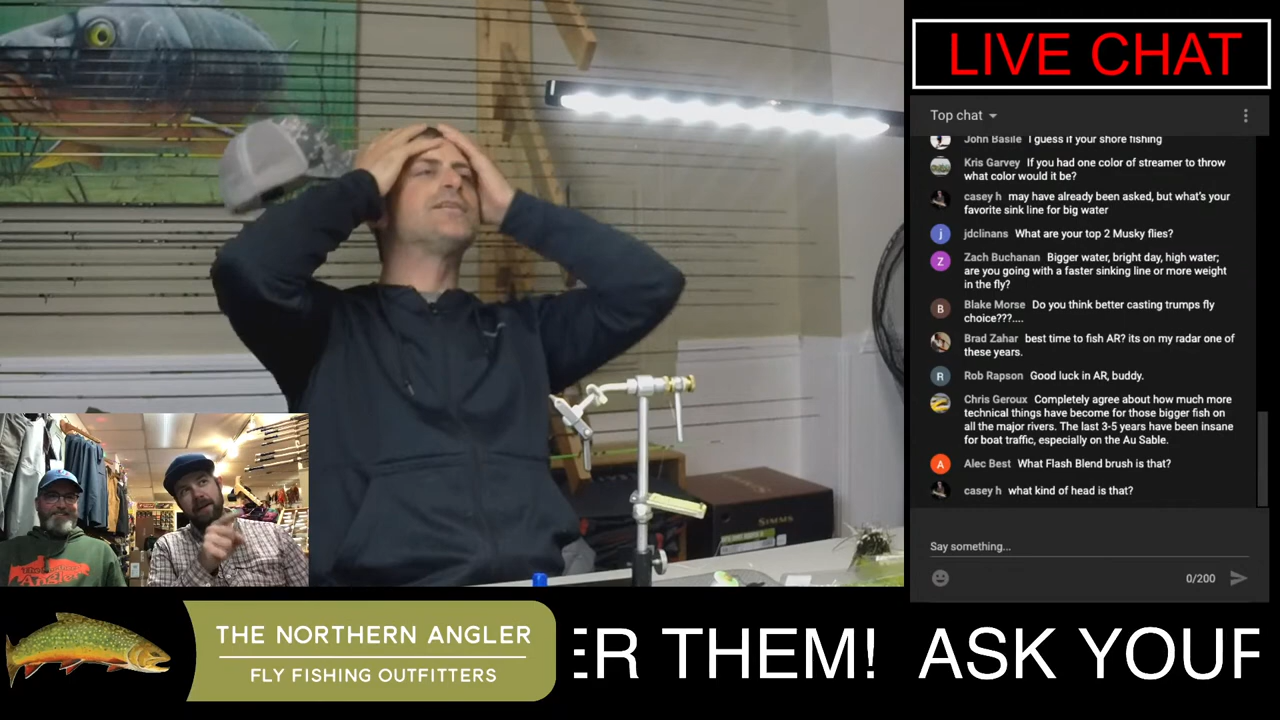 LIVE CHAT
Top chat
John Basile I guess if your shore fishing
Kris Garvey If you had one color of streamer to throw
what color would it be?
casey h may have already been asked, but what's your
favorite sink line for big water
j jdclinans What are your top 2 Musky flies?
Z Zach Buchanan Bigger water, bright day, high water;
are you going with a faster sinking line or more weight
in the fly?
B Blake Morse Do you think better casting trumps fly
choice???....
Brad Zahar best time to fish AR? its on my radar one of
these years.
R Rob Rapson Good luck in AR, buddy.
Chris Geroux Completely agree about how much more
technical things have become for those bigger fish on
all the major rivers. The last 3-5 years have been insane
for boat traffic, especially on the Au Sable.
A Alec Best What Flash Blend brush is that?
casey h what kind of head is that?
Say something...
0/200
SIMMS
THE NORTHERN ANGLER
FLY FISHING OUTFITTERS
ER THEM! ASK YOUR